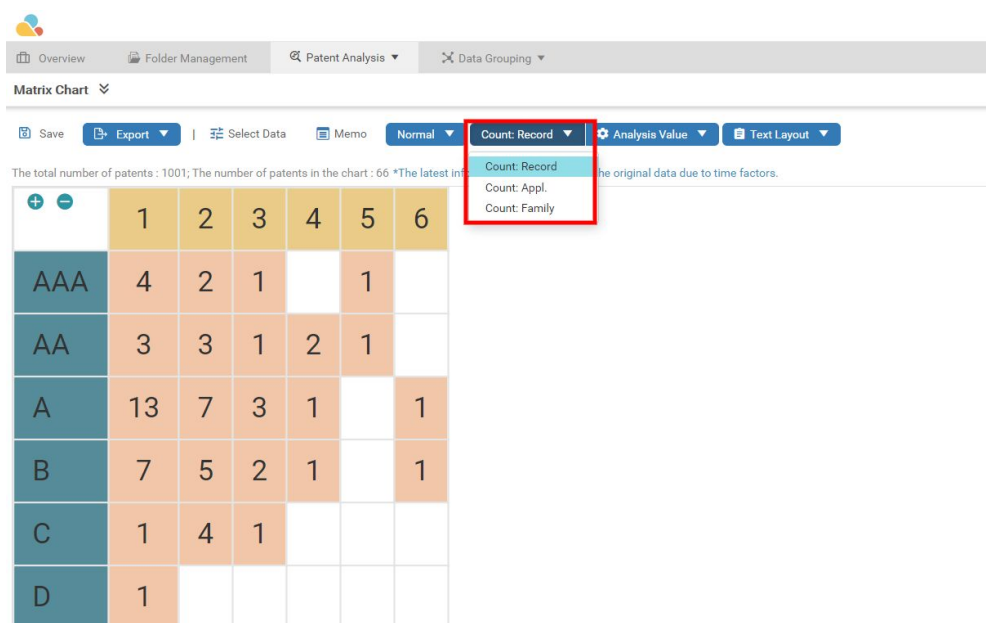 Overview Folder Management Patent Analysis ▼ Data Grouping ▼
Matrix Chart
Save Export ▼ | Select Data Memo Normal ▼ Count: Record ▼ Analysis Value ▼ Text Layout ▼
Count: Record
Count: Appl.
Count: Family
The total number of patents : 1001; The number of patents in the chart : 66 *The latest he original data due to time factors.
1 2 3 4 5 6
AAA 4 2 1 1
AA 3 3 1 2 1
A 13 7 3 1 1
B 7 5 2 1 1
C 1 4 1
D 1